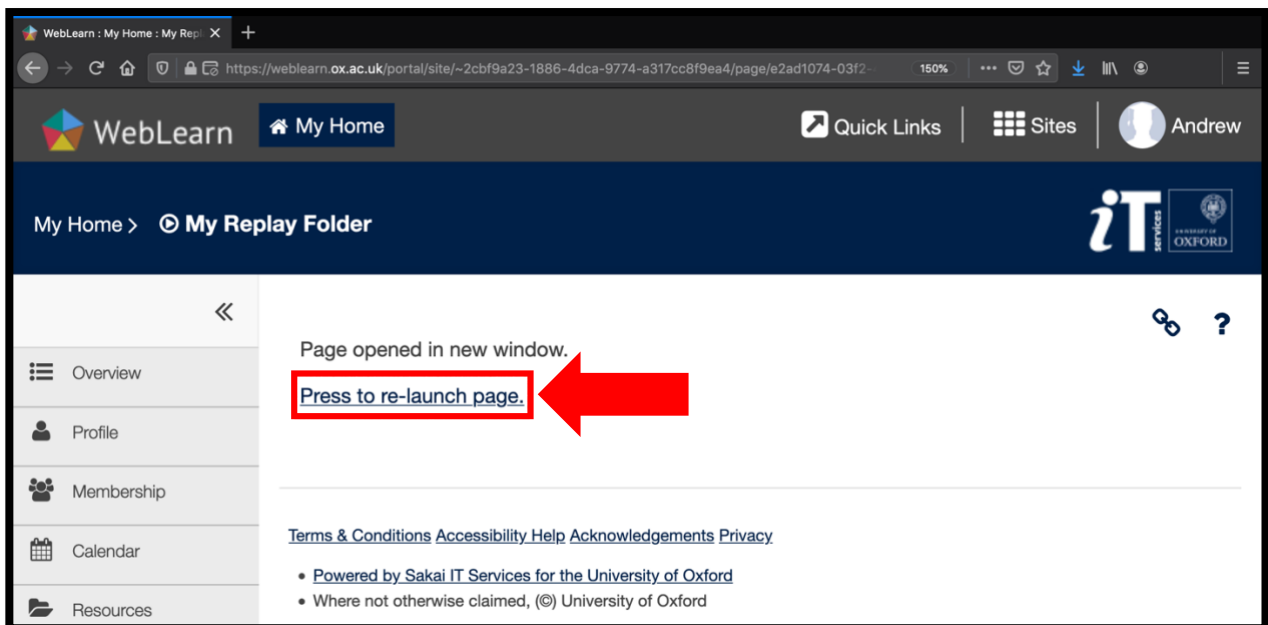 WebLearn : My Home : My Repl
https://weblearn.ox.ac.uk/portal/site/~2cbf9a23-1886-4dca-9774-a317cc8f9ea4/page/e2ad1074-03f2- 150%
WebLearn My Home Quick Links Sites Andrew
My Home > My Replay Folder
iT services UNIVERSITY OF OXFORD
Page opened in new window.
Press to re-launch page.
Overview
Profile
Membership
Calendar
Resources
Terms & Conditions Accessibility Help Acknowledgements Privacy
• Powered by Sakai IT Services for the University of Oxford
• Where not otherwise claimed, (©) University of Oxford